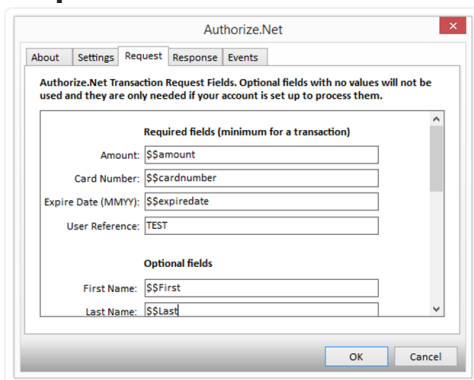 Authorize.Net
About Settings Request Response Events
Authorize.Net Transaction Request Fields. Optional fields with no values will not be
used and they are only needed if your account is set up to process them.
Required fields (minimum for a transaction)
Amount: $$amount
Card Number: $$cardnumber
Expire Date (MMYY): $$expiredate
User Reference: TEST
Optional fields
First Name: $$First
Last Name: $$Last
OK Cancel